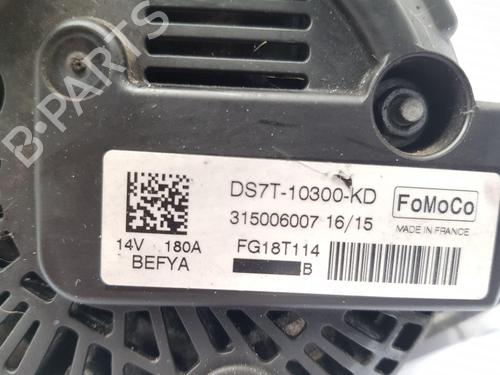 B-PARTS
DS7T-10300-KD
FoMoCo
315006007 16/15
MADE IN FRANCE
14V 180A
FG18T114
BEFYA
B